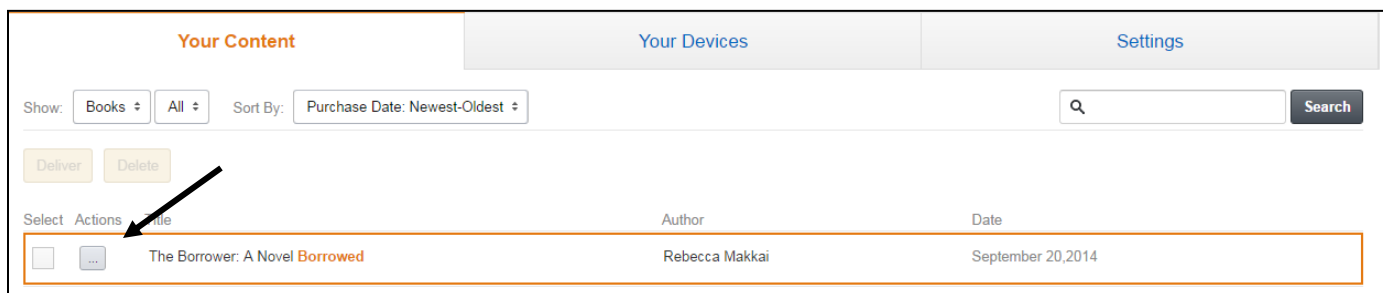 Your Content Your Devices Settings
Show: Books All Sort By: Purchase Date: Newest-Oldest Search
Deliver Delete
Select Actions Title Author Date
... The Borrower: A Novel Borrowed Rebecca Makkai September 20,2014